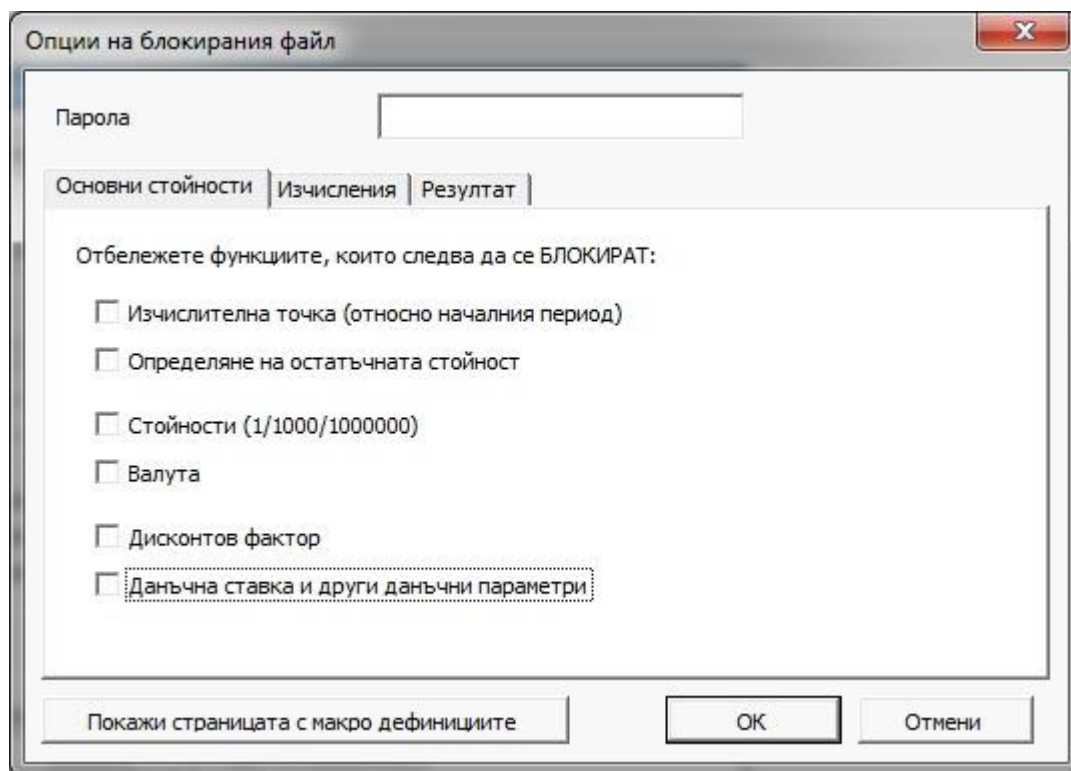 Опции на блокирания файл
Парола
Основни стойности Изчисления Резултат
Отбележете функциите, които следва да се БЛОКИРАТ:
Изчислителна точка (относно началния период)
Определяне на остатъчната стойност
Стойности (1/1000/1000000)
Валута
Дисконтов фактор
Данъчна ставка и други данъчни параметри
Покажи страницата с макро дефинициите OK Отмени